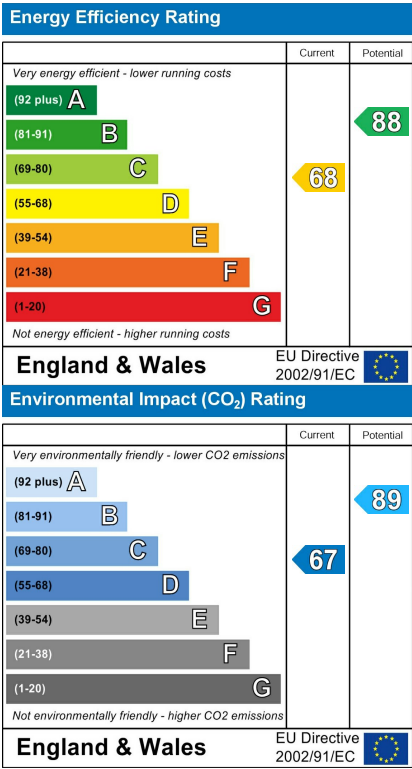 Energy Efficiency Rating
Current Potential
Very energy efficient - lower running costs
(92 plus) A
(81-91) B
(69-80) C
(55-68) D
(39-54) E
(21-38) F
(1-20) G
88
68
Not energy efficient - higher running costs
England & Wales
EU Directive
2002/91/EC
Environmental Impact (CO₂) Rating
Current Potential
Very environmentally friendly - lower CO2 emissions
(92 plus) A
(81-91) B
(69-80) C
(55-68) D
(39-54) E
(21-38) F
(1-20) G
89
67
Not environmentally friendly - higher CO2 emissions
England & Wales
EU Directive
2002/91/EC